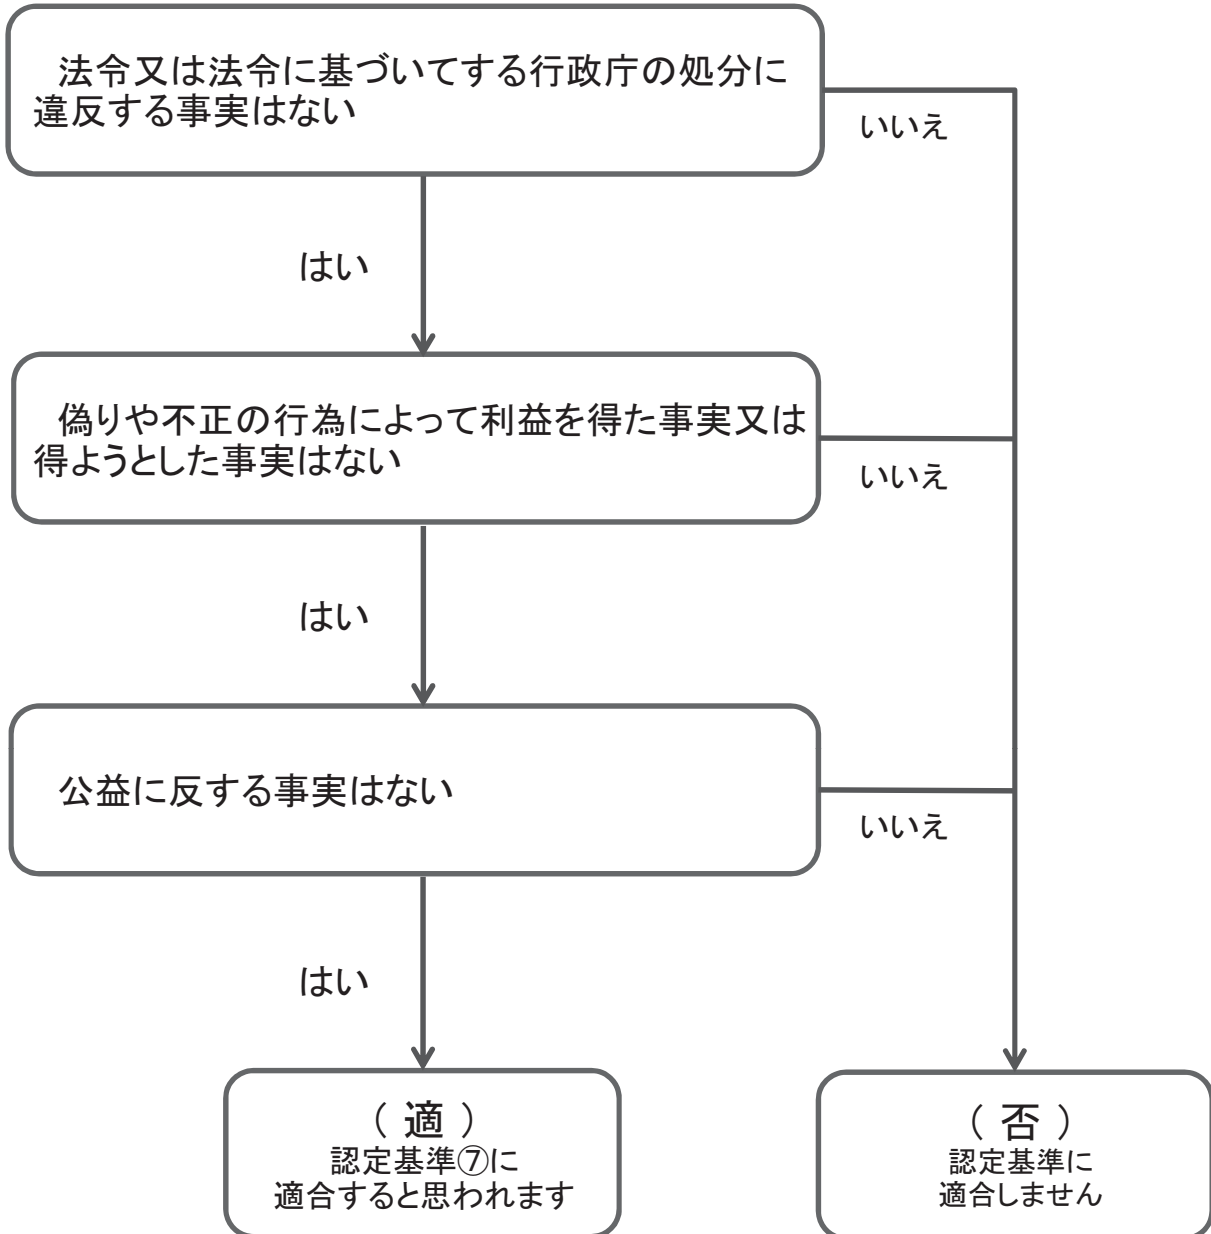 法令又は法令に基づいてする行政庁の処分に
違反する事実はない
いいえ
はい
偽りや不正の行為によって利益を得た事実又は
得ようとした事実はない
いいえ
はい
公益に反する事実はない
いいえ
はい
（ 適 ）
認定基準⑦に
適合すると思われます
（ 否 ）
認定基準に
適合しません